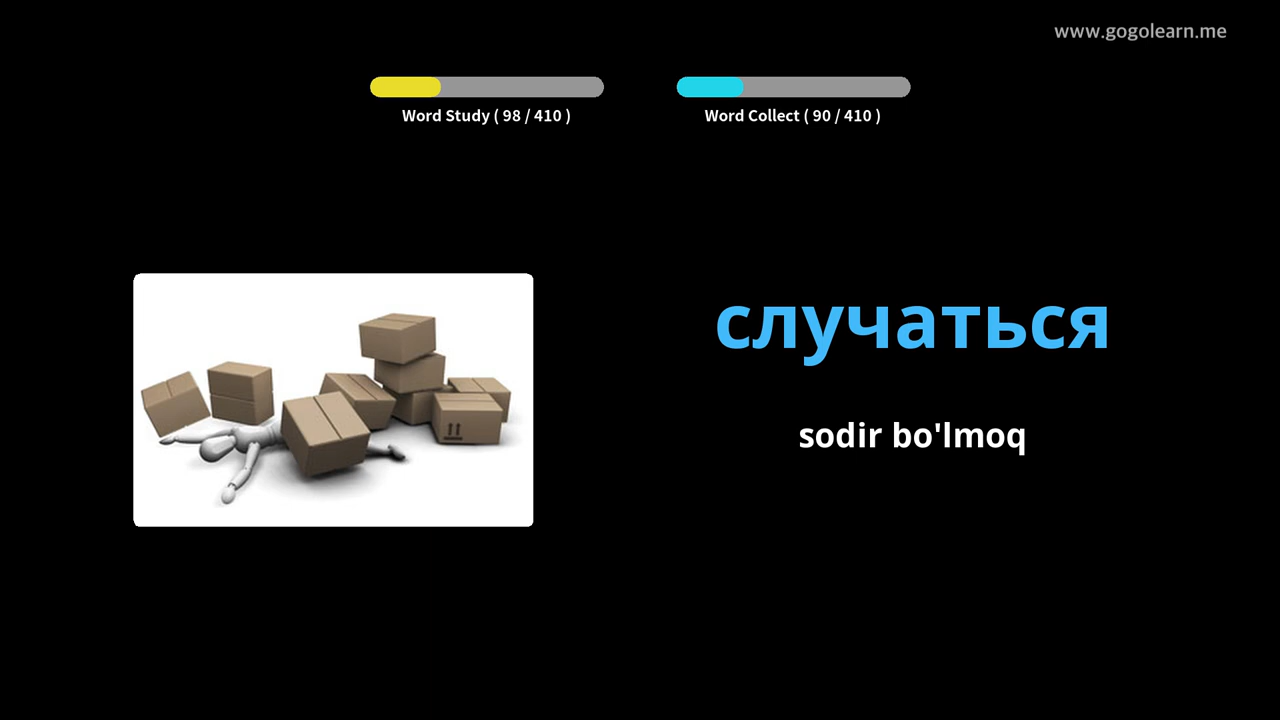 www.gogolearn.me
Word Study ( 98 / 410 )
Word Collect ( 90 / 410 )
случаться
sodir bo'lmoq